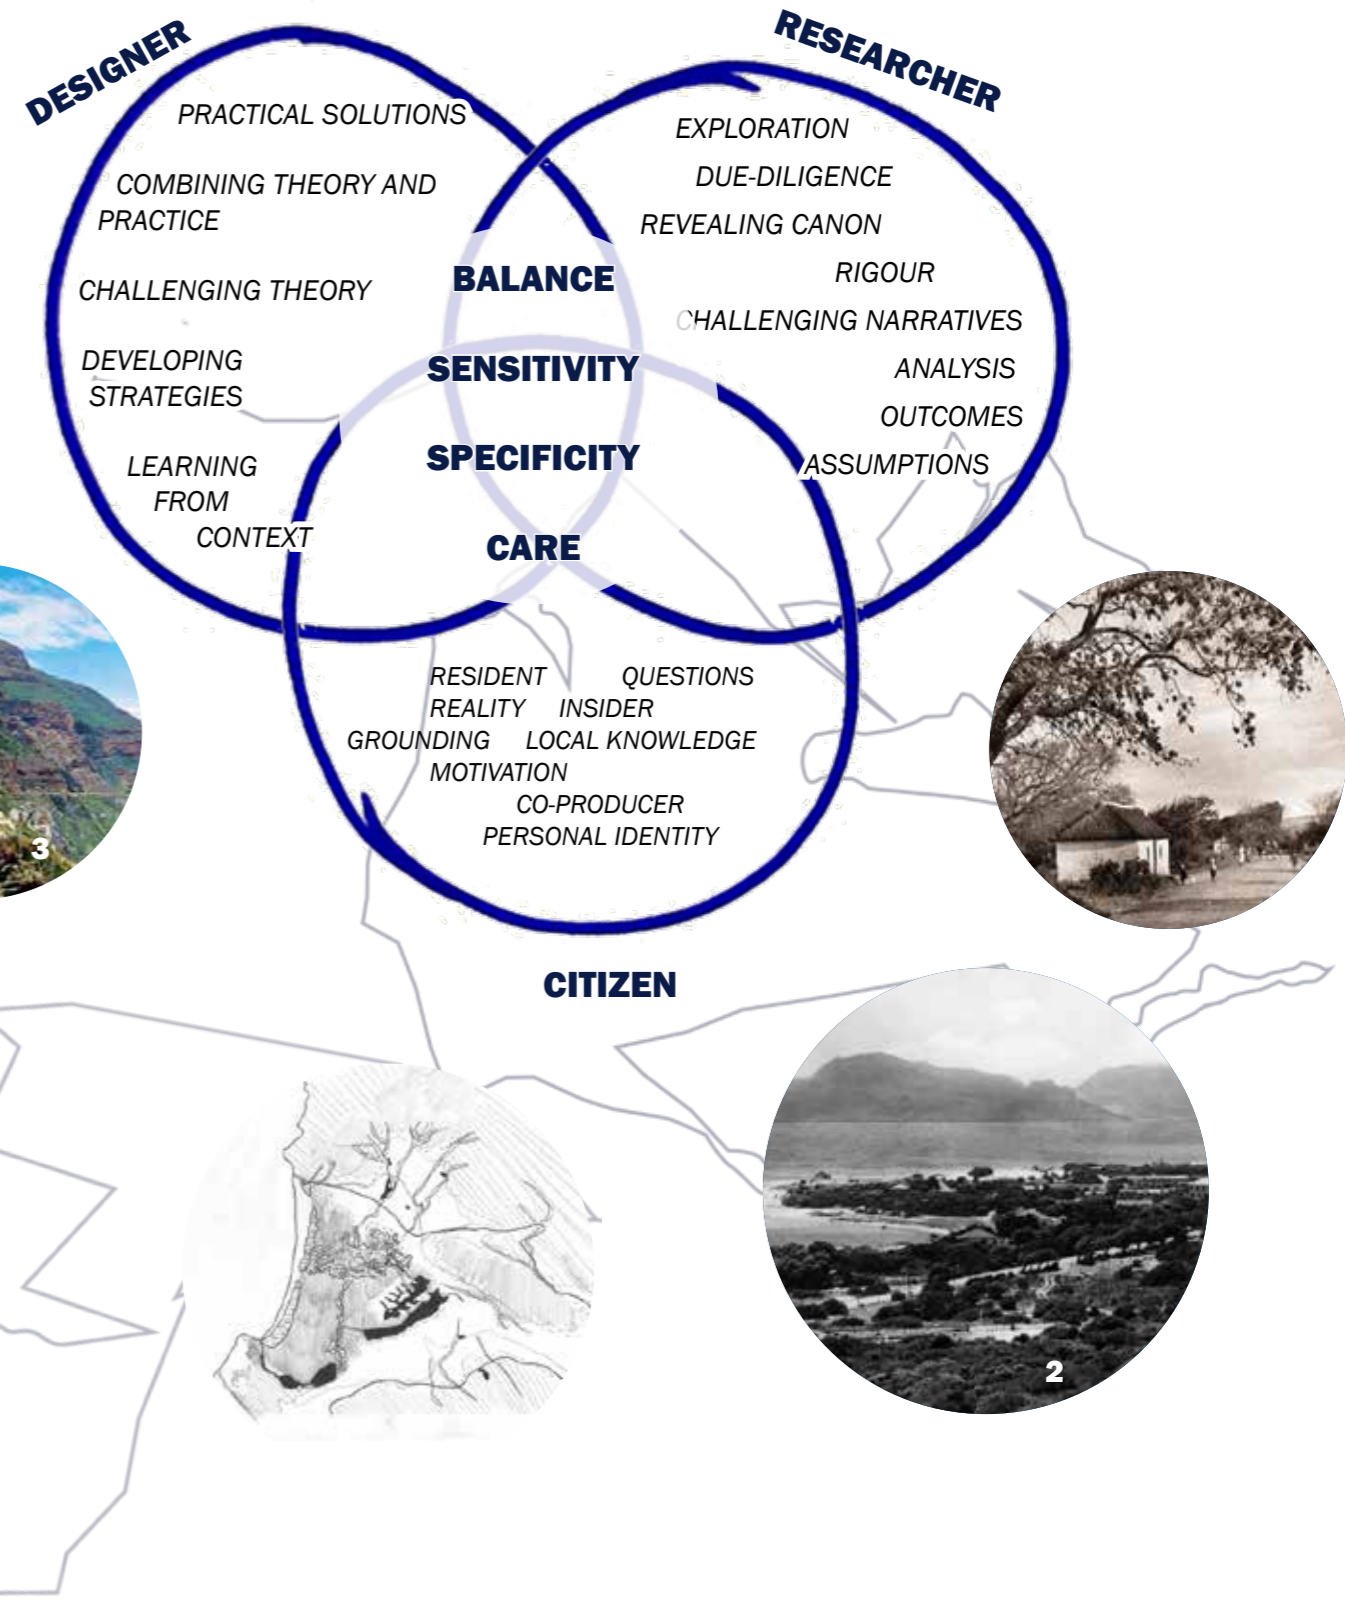 DESIGNER
PRACTICAL SOLUTIONS
COMBINING THEORY AND
PRACTICE
CHALLENGING THEORY
DEVELOPING
STRATEGIES
LEARNING
FROM
CONTEXT
RESEARCHER
EXPLORATION
DUE-DILIGENCE
REVEALING CANON
RIGOUR
CHALLENGING NARRATIVES
ANALYSIS
OUTCOMES
ASSUMPTIONS
BALANCE
SENSITIVITY
SPECIFICITY
CARE
RESIDENT QUESTIONS
REALITY INSIDER
GROUNDING LOCAL KNOWLEDGE
MOTIVATION
CO-PRODUCER
PERSONAL IDENTITY
CITIZEN
3
2